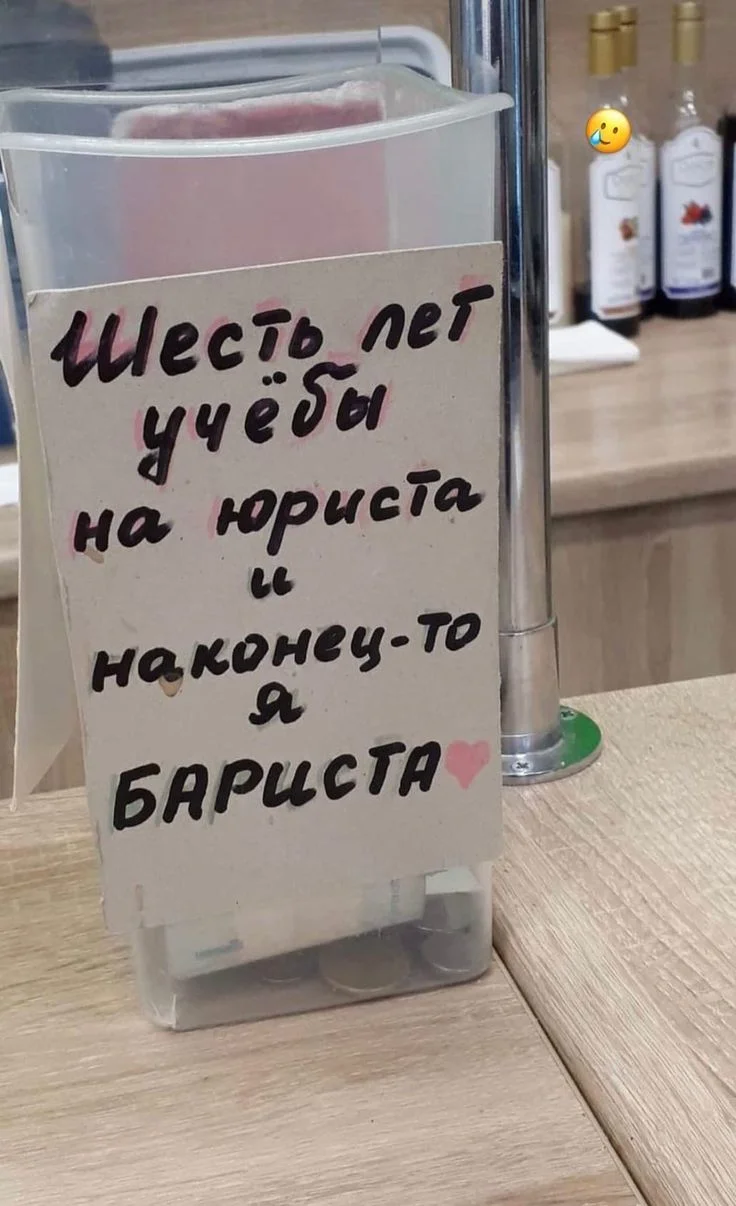 Шесть лет
учёбы
на юриста
и
наконец-то
я
БАРИСТА